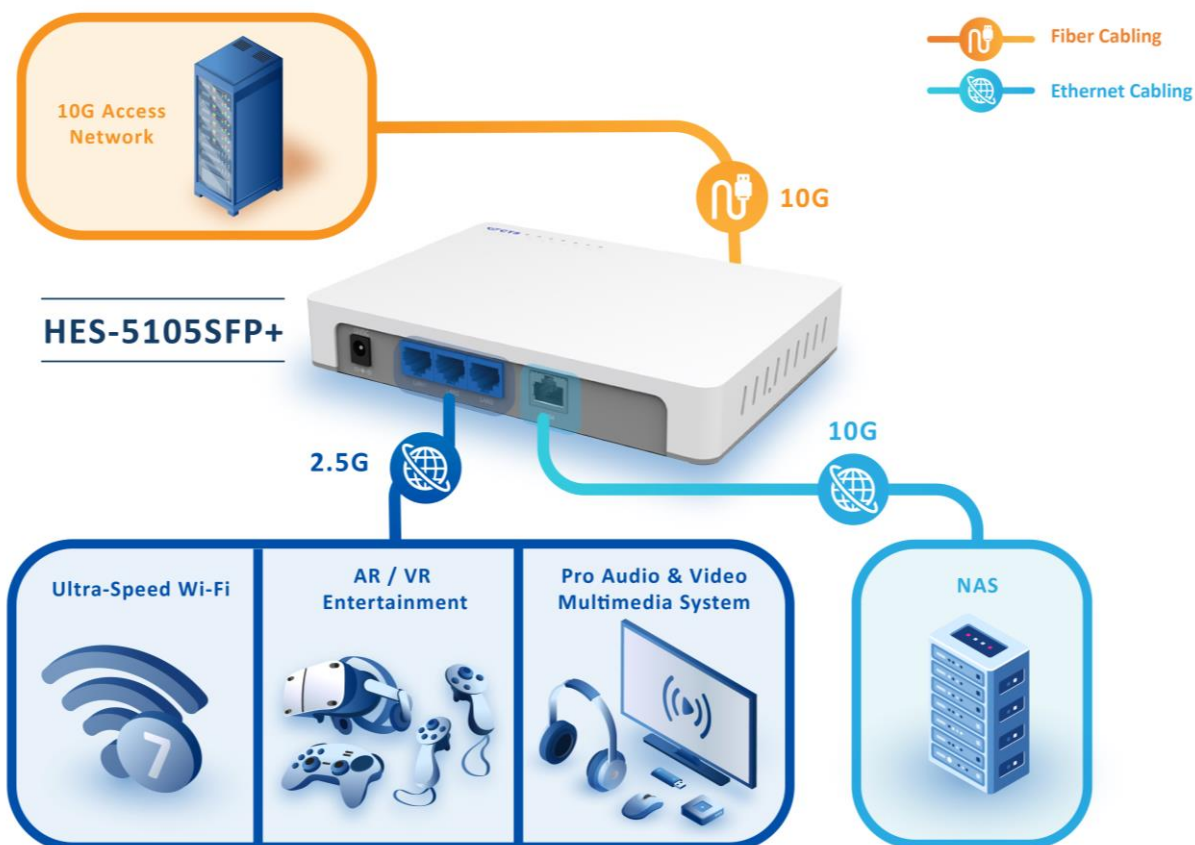 Fiber Cabling
Ethernet Cabling
10G Access
Network
10G
CTS
HES-5105SFP+
2.5G
10G
Ultra-Speed Wi-Fi
AR / VR
Entertainment
Pro Audio & Video
Multimedia System
NAS
7